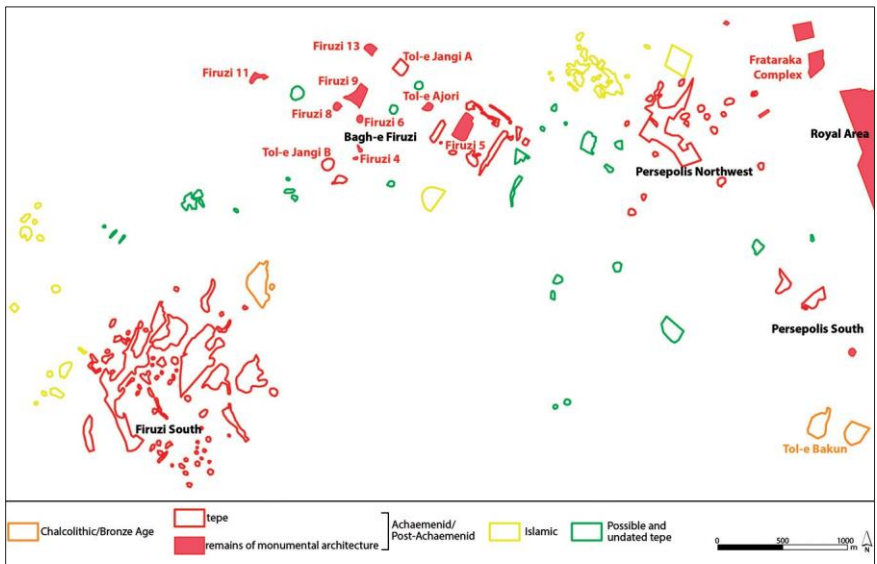 Firuzi 13
Tol-e Jangi A
Firuzi 11
Firuzi 9
Tol-e Ajori
Firuzi 8
Firuzi 6
Bagh-e Firuzi
Tol-e Jangi B
Firuzi 4
Firuzi 5
Frataraka
Complex
Royal Area
Persepolis Northwest
Persepolis South
Firuzi South
Tol-e Bakun
Chalcolithic/Bronze Age
tepe
remains of monumental architecture
Achaemenid/
Post-Achaemenid
Islamic
Possible and
undated tepe
0 500 1000
m
N